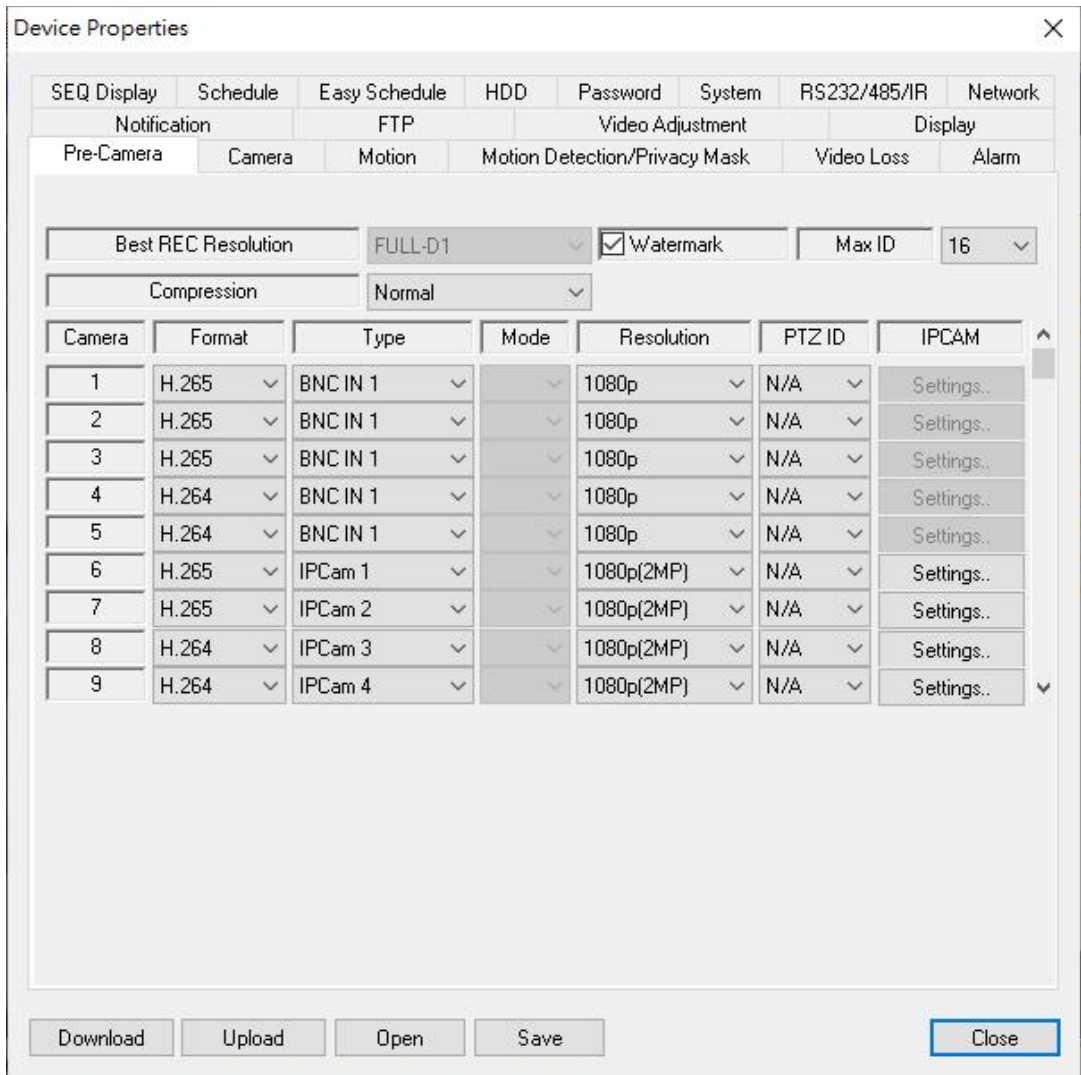 Device Properties
SEQ Display Schedule Easy Schedule HDD Password System RS232/485/IR Network
Notification FTP Video Adjustment Display
Pre-Camera Camera Motion Motion Detection/Privacy Mask Video Loss Alarm
Best REC Resolution FULL-D1 Watermark Max ID 16
Compression Normal
Camera Format Type Mode Resolution PTZ ID IPCAM
1 H.265 BNC IN 1 1080p N/A Settings..
2 H.265 BNC IN 1 1080p N/A Settings..
3 H.265 BNC IN 1 1080p N/A Settings..
4 H.264 BNC IN 1 1080p N/A Settings..
5 H.264 BNC IN 1 1080p N/A Settings..
6 H.265 IPCam 1 1080p(2MP) N/A Settings..
7 H.265 IPCam 2 1080p(2MP) N/A Settings..
8 H.264 IPCam 3 1080p(2MP) N/A Settings..
9 H.264 IPCam 4 1080p(2MP) N/A Settings..
Download Upload Open Save Close